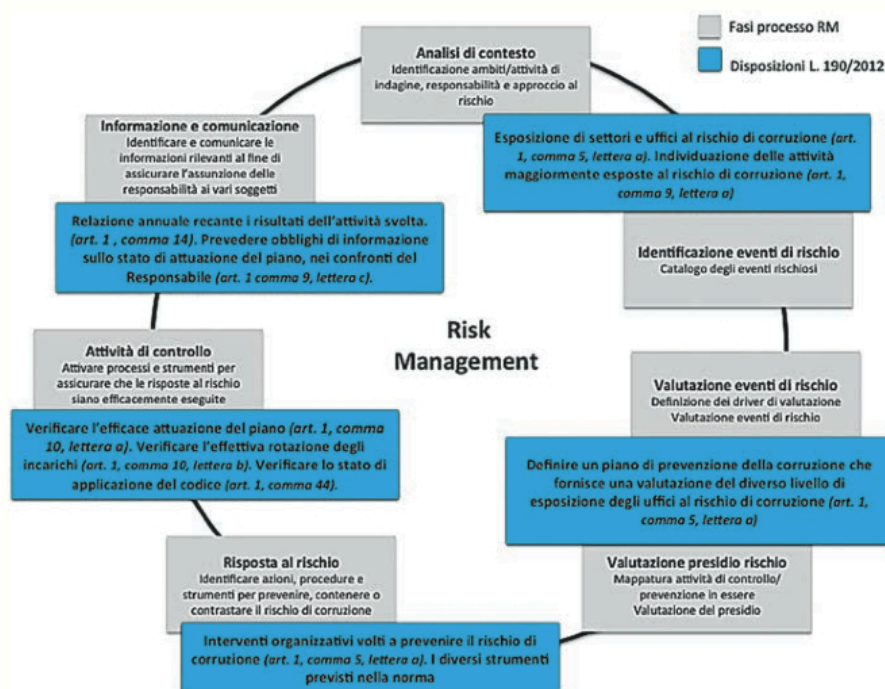 Fasi processo RM
Disposizioni L. 190/2012
Analisi di contesto
Identificazione ambiti/attività di
indagine, responsabilità e approccio al
rischio
Esposizione di settori e uffici al rischio di corruzione (art.
1, comma 5, lettera a). Individuazione delle attività
maggiormente esposte al rischio di corruzione (art. 1,
comma 9, lettera a)
Identificazione eventi di rischio
Catalogo degli eventi rischiosi
Valutazione eventi di rischio
Definizione dei driver di valutazione
Valutazione eventi di rischio
Definire un piano di prevenzione della corruzione che
fornisce una valutazione del diverso livello di
esposizione degli uffici al rischio di corruzione (art. 1,
comma 5, lettera a)
Valutazione presidio rischio
Mappatura attività di controllo/
prevenzione in essere
Valutazione del presidio
Risposta al rischio
Identificare azioni, procedure e
strumenti per prevenire, contenere o
contrastare il rischio di corruzione
Interventi organizzativi volti a prevenire il rischio di
corruzione (art. 1, comma 5, lettera a). I diversi strumenti
previsti nella norma
Attività di controllo
Attivare processi e strumenti per
assicurare che le risposte al rischio
siano efficacemente eseguite
Verificare l'efficace attuazione del piano (art. 1, comma
10, lettera a). Verificare l'effettiva rotazione degli
incarichi (art. 1, comma 10, lettera b). Verificare lo stato di
applicazione del codice (art. 1, comma 44).
Informazione e comunicazione
Identificare e comunicare le
informazioni rilevanti al fine di
assicurare l'assunzione delle
responsabilità ai vari soggetti
Relazione annuale recante i risultati dell'attività svolta.
(art. 1 , comma 14). Prevedere obblighi di informazione
sullo stato di attuazione del piano, nei confronti del
Responsabile (art. 1 comma 9, lettera c).
Risk
Management